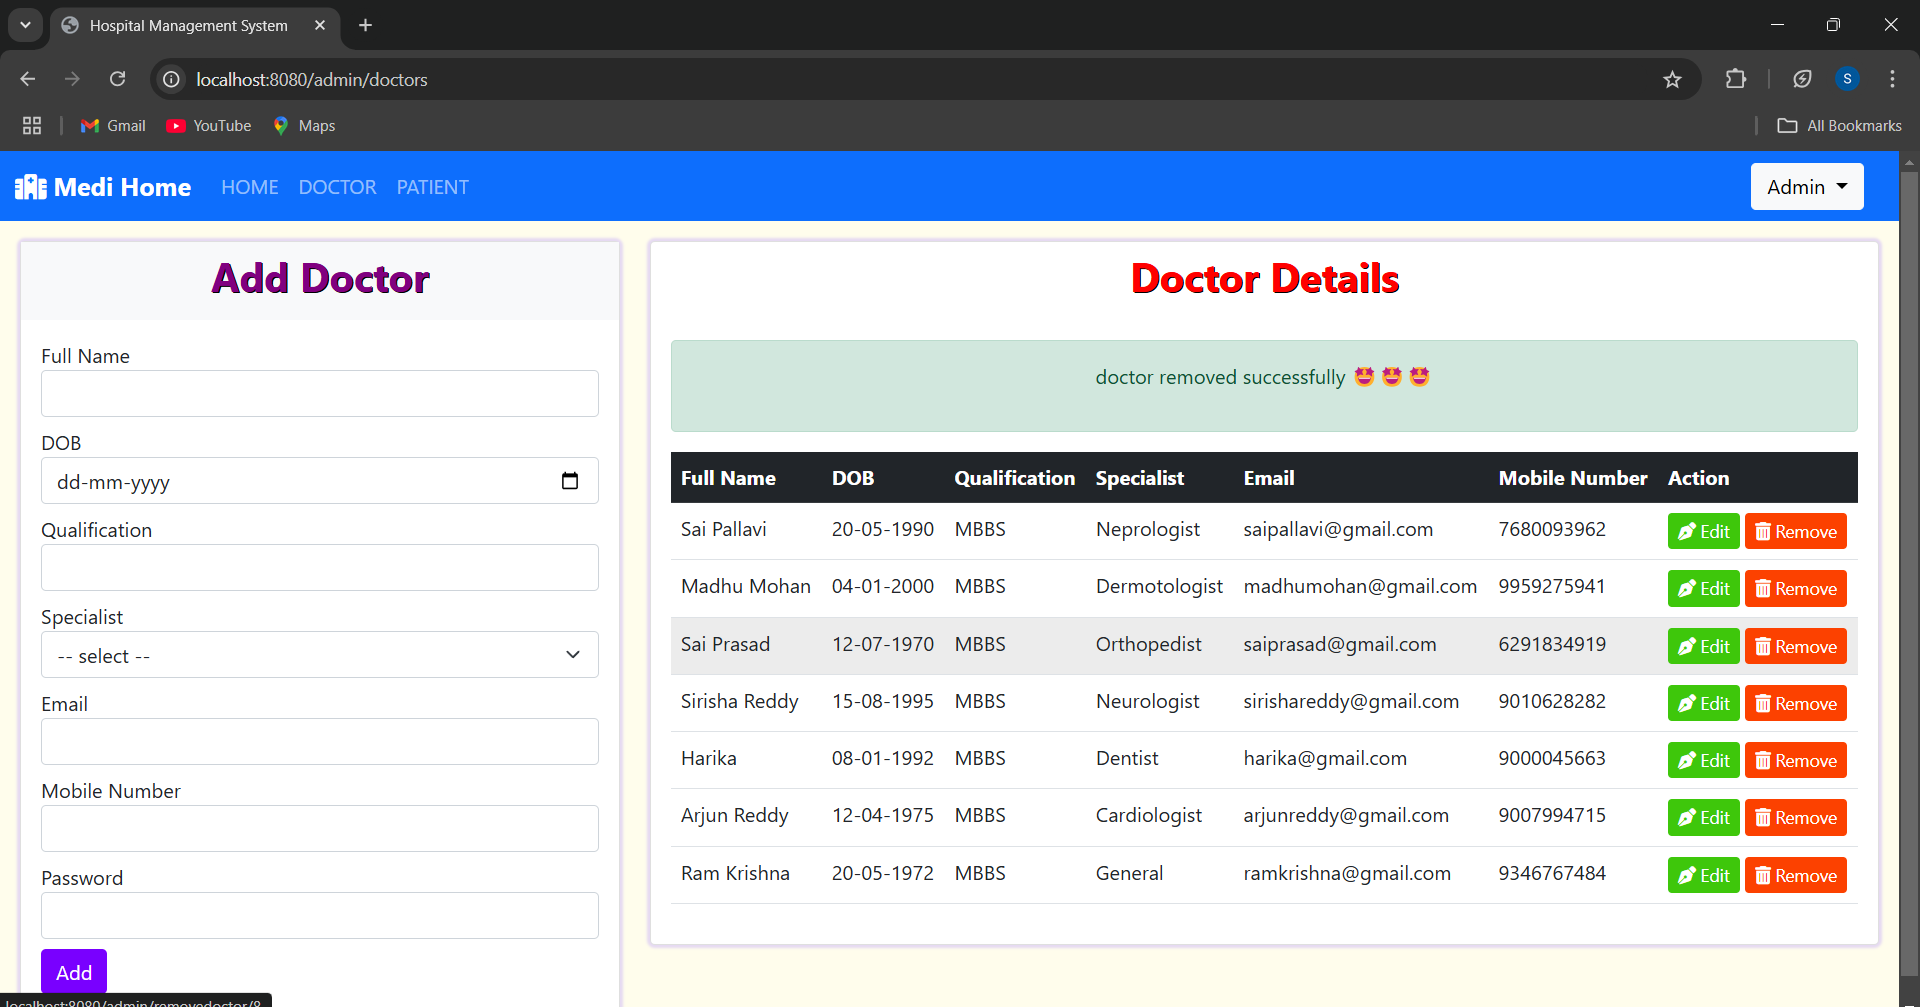 Hospital Management System
localhost:8080/admin/doctors
S
Gmail YouTube Maps All Bookmarks
Medi Home HOME DOCTOR PATIENT Admin
Add Doctor
Full Name
DOB
dd-mm-yyyy
Qualification
Specialist
-- select --
Email
Mobile Number
Password
Add
Doctor Details
doctor removed successfully 🤩 🤩 🤩
Full Name DOB Qualification Specialist Email Mobile Number Action
Sai Pallavi 20-05-1990 MBBS Neprologist saipallavi@gmail.com 7680093962 Edit Remove
Madhu Mohan 04-01-2000 MBBS Dermotologist madhumohan@gmail.com 9959275941 Edit Remove
Sai Prasad 12-07-1970 MBBS Orthopedist saiprasad@gmail.com 6291834919 Edit Remove
Sirisha Reddy 15-08-1995 MBBS Neurologist sirishareddy@gmail.com 9010628282 Edit Remove
Harika 08-01-1992 MBBS Dentist harika@gmail.com 9000045663 Edit Remove
Arjun Reddy 12-04-1975 MBBS Cardiologist arjunreddy@gmail.com 9007994715 Edit Remove
Ram Krishna 20-05-1972 MBBS General ramkrishna@gmail.com 9346767484 Edit Remove
localhost:8080/admin/removedoctor/8